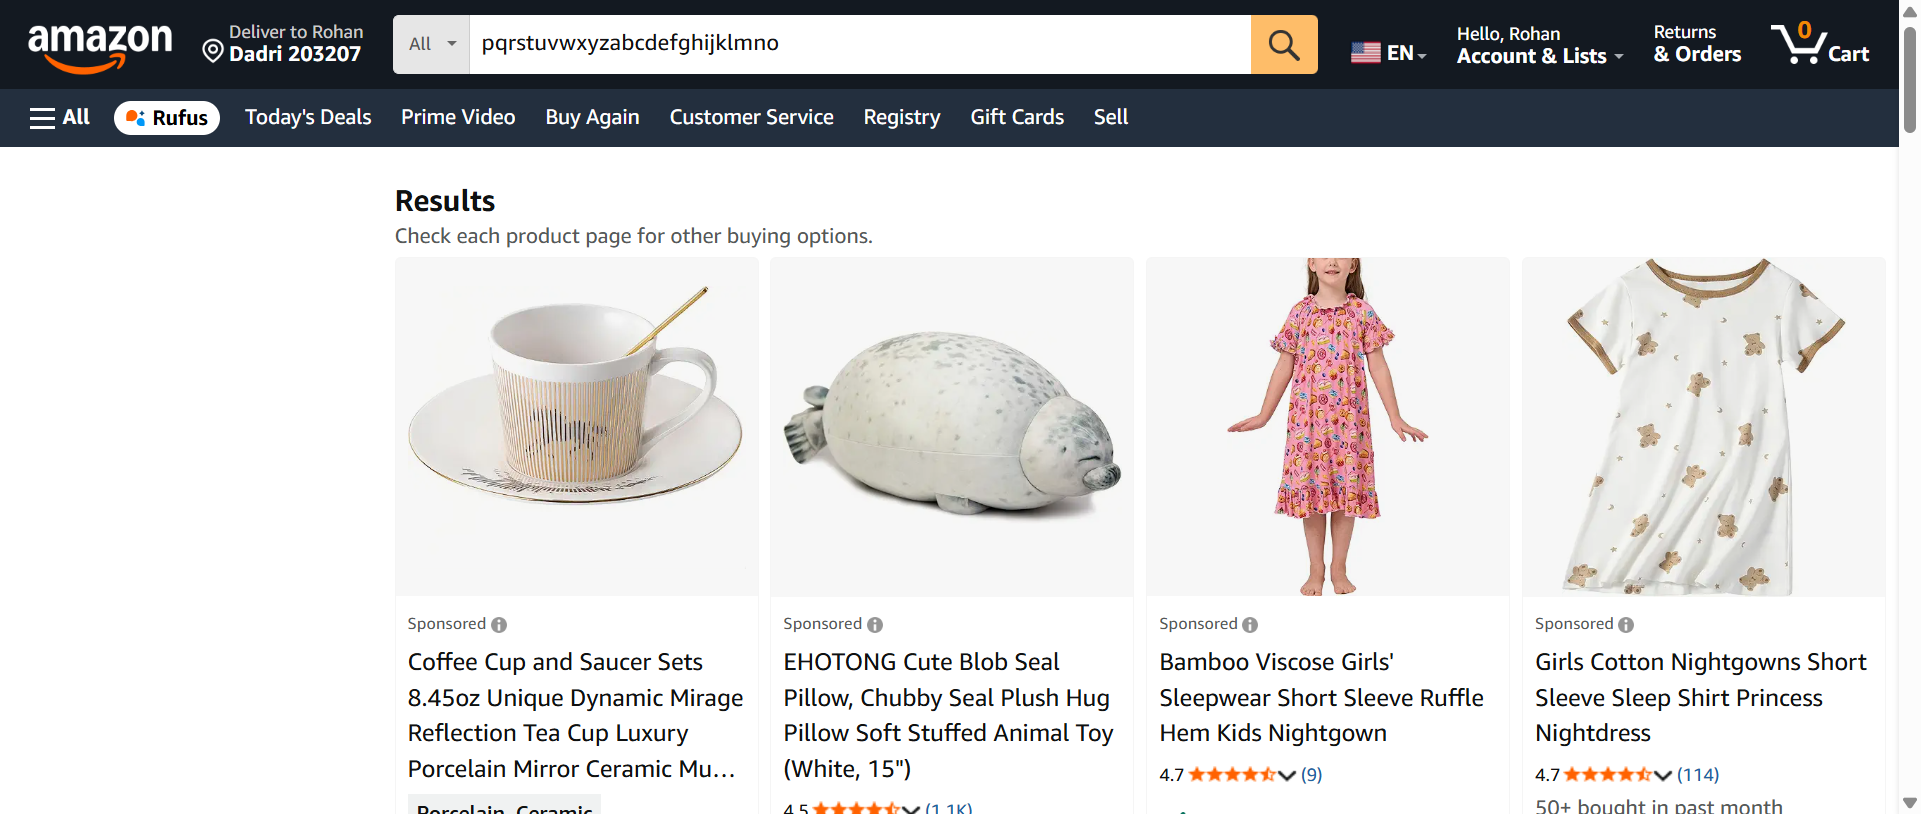 amazon
Deliver to Rohan
Dadri 203207
All
pqrstuvwxyzabcdefghijklmno
EN
Hello, Rohan
Account & Lists
Returns
& Orders
0
Cart
All
Rufus
Today's Deals
Prime Video
Buy Again
Customer Service
Registry
Gift Cards
Sell
Results
Check each product page for other buying options.
Sponsored
Coffee Cup and Saucer Sets
8.45oz Unique Dynamic Mirage
Reflection Tea Cup Luxury
Porcelain Mirror Ceramic Mu…
Porcelain, Ceramic
Sponsored
EHOTONG Cute Blob Seal
Pillow, Chubby Seal Plush Hug
Pillow Soft Stuffed Animal Toy
(White, 15")
4.5 (1.1K)
Sponsored
Bamboo Viscose Girls'
Sleepwear Short Sleeve Ruffle
Hem Kids Nightgown
4.7 (9)
Sponsored
Girls Cotton Nightgowns Short
Sleeve Sleep Shirt Princess
Nightdress
4.7 (114)
50+ bought in past month